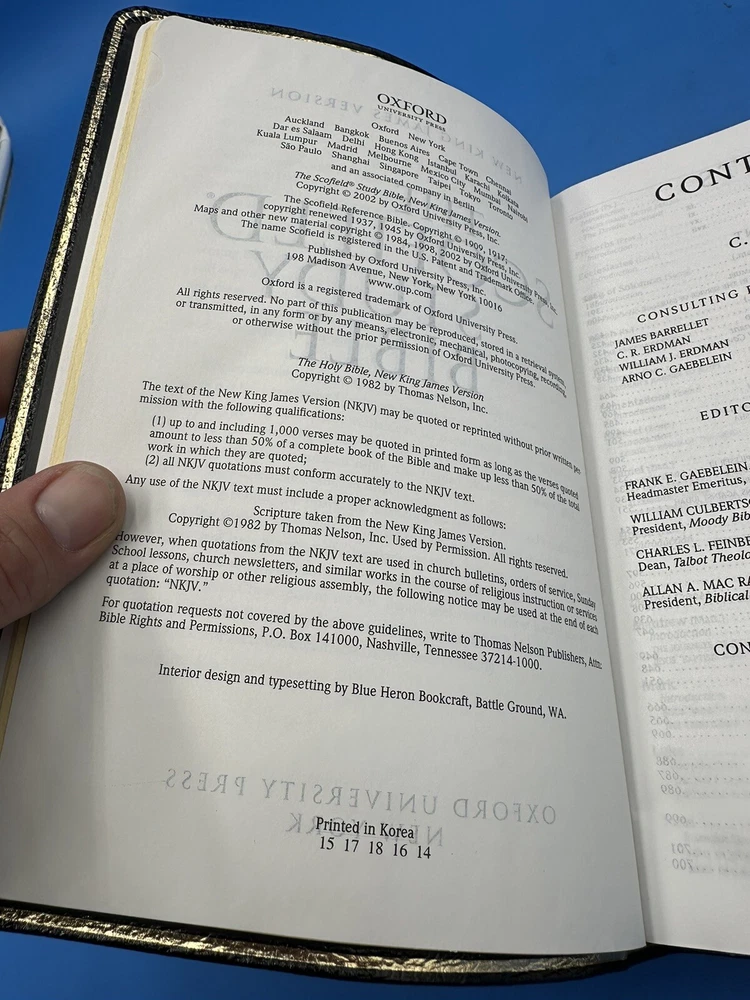 OXFORD
UNIVERSITY PRESS
Oxford New York
Auckland Bangkok Buenos Aires Cape Town Chennai
Dar es Salaam Delhi Hong Kong Istanbul Karachi Kolkata
Kuala Lumpur Madrid Melbourne Mexico City Mumbai Nairobi
São Paulo Shanghai Singapore Taipei Tokyo Toronto
and an associated company in Berlin
The Scofield® Study Bible, New King James Version.
Copyright © 2002 by Oxford University Press, Inc.
The Scofield Reference Bible. Copyright © 1909, 1917;
copyright renewed 1937, 1945 by Oxford University Press, Inc.
Maps and other new material copyright © 1984, 1998, 2002 by Oxford University Press, Inc.
The name Scofield is registered in the U.S. Patent and Trademark Office.
Published by Oxford University Press, Inc.
198 Madison Avenue, New York, New York 10016
www.oup.com
Oxford is a registered trademark of Oxford University Press.
All rights reserved. No part of this publication may be reproduced, stored in a retrieval system,
or transmitted, in any form or by any means, electronic, mechanical, photocopying, recording,
or otherwise without the prior permission of Oxford University Press.
The Holy Bible, New King James Version
Copyright © 1982 by Thomas Nelson, Inc.
The text of the New King James Version (NKJV) may be quoted or reprinted without prior written per
mission with the following qualifications:
(1) up to and including 1,000 verses may be quoted in printed form as long as the verses quoted
amount to less than 50% of a complete book of the Bible and make up less than 50% of the total
work in which they are quoted;
(2) all NKJV quotations must conform accurately to the NKJV text.
Any use of the NKJV text must include a proper acknowledgment as follows:
Scripture taken from the New King James Version.
Copyright ©1982 by Thomas Nelson, Inc. Used by Permission. All rights reserved.
However, when quotations from the NKJV text are used in church bulletins, orders of service, Sunday
School lessons, church newsletters, and similar works in the course of religious instruction or services
at a place of worship or other religious assembly, the following notice may be used at the end of each
quotation: “NKJV.”
For quotation requests not covered by the above guidelines, write to Thomas Nelson Publishers, Attn:
Bible Rights and Permissions, P.O. Box 141000, Nashville, Tennessee 37214-1000.
Interior design and typesetting by Blue Heron Bookcraft, Battle Ground, WA.
Printed in Korea
15 17 18 16 14
CONT
C.
CONSULTING
JAMES BARRELLET
C. R. ERDMAN
WILLIAM J. ERDMAN
ARNO C. GAEBELEIN
EDITO
FRANK E. GAEBELEIN
Headmaster Emeritus,
WILLIAM CULBERTSO
President, Moody Bib
CHARLES L. FEINBE
Dean, Talbot Theolo
ALLAN A. MAC RA
President, Biblical
CON